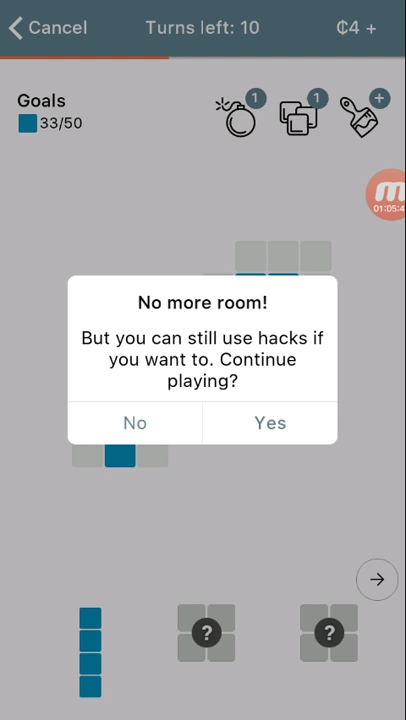 Cancel
Turns left: 10
₵4 +
Goals
33/50
1
1
+
m
01:05:4
No more room!
But you can still use hacks if
you want to. Continue
playing?
No
Yes
?
?